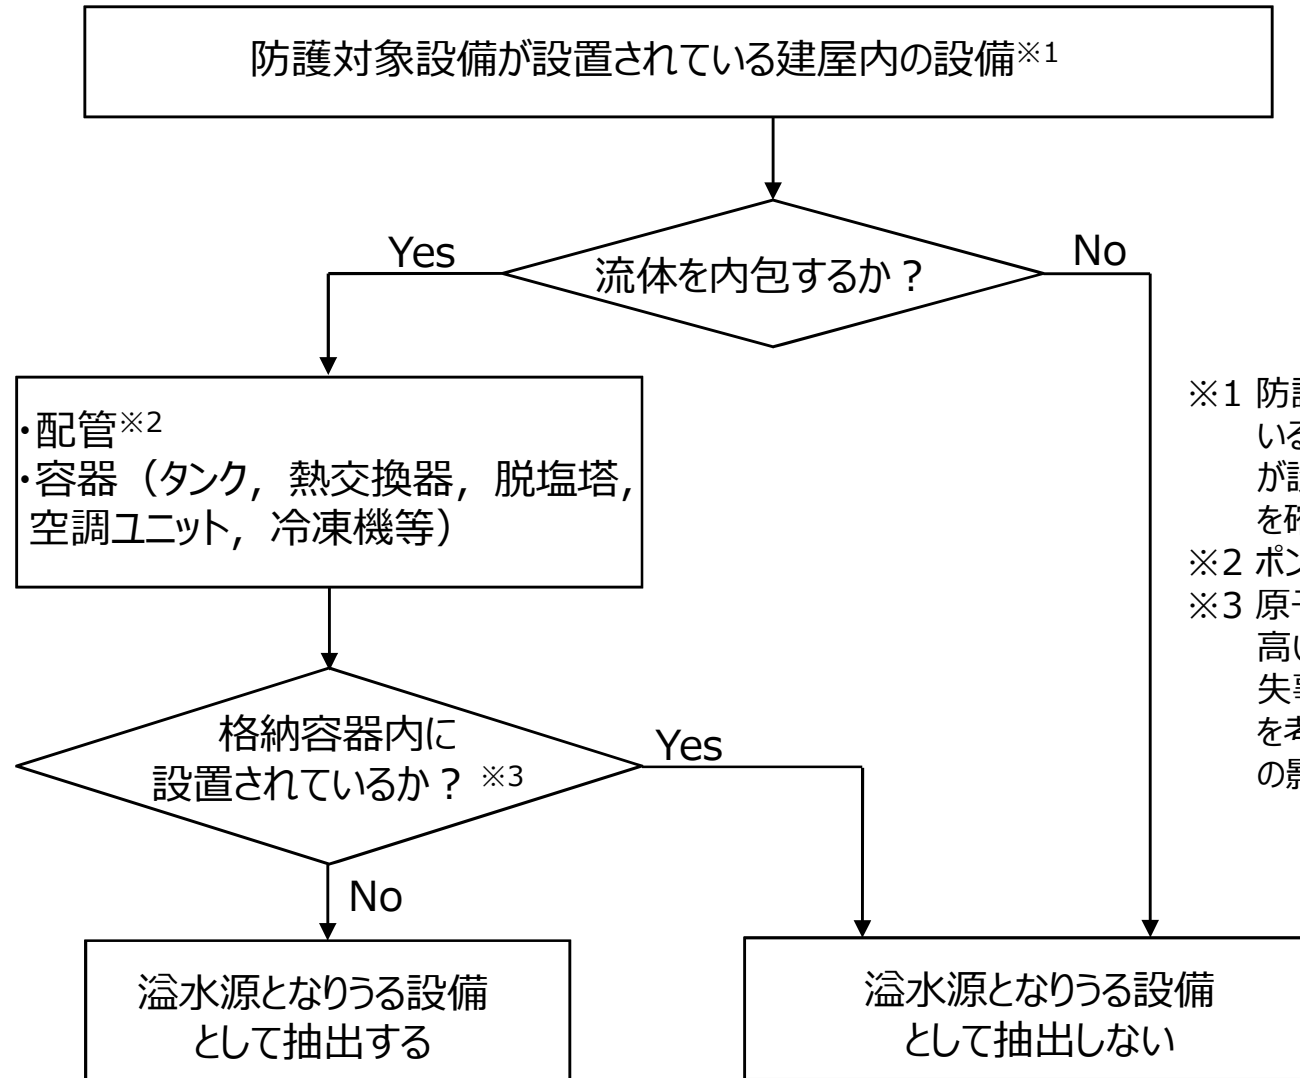 防護対象設備が設置されている建屋内の設備※1
流体を内包するか？
Yes
No
・配管※2
・容器（タンク，熱交換器，脱塩塔，
空調ユニット，冷凍機等）
格納容器内に
設置されているか？ ※3
Yes
No
溢水源となりうる設備
として抽出する
溢水源となりうる設備
として抽出しない
※1 防
いる
が
を
※2 ポン
※3 原子
高い
失
を考
の影